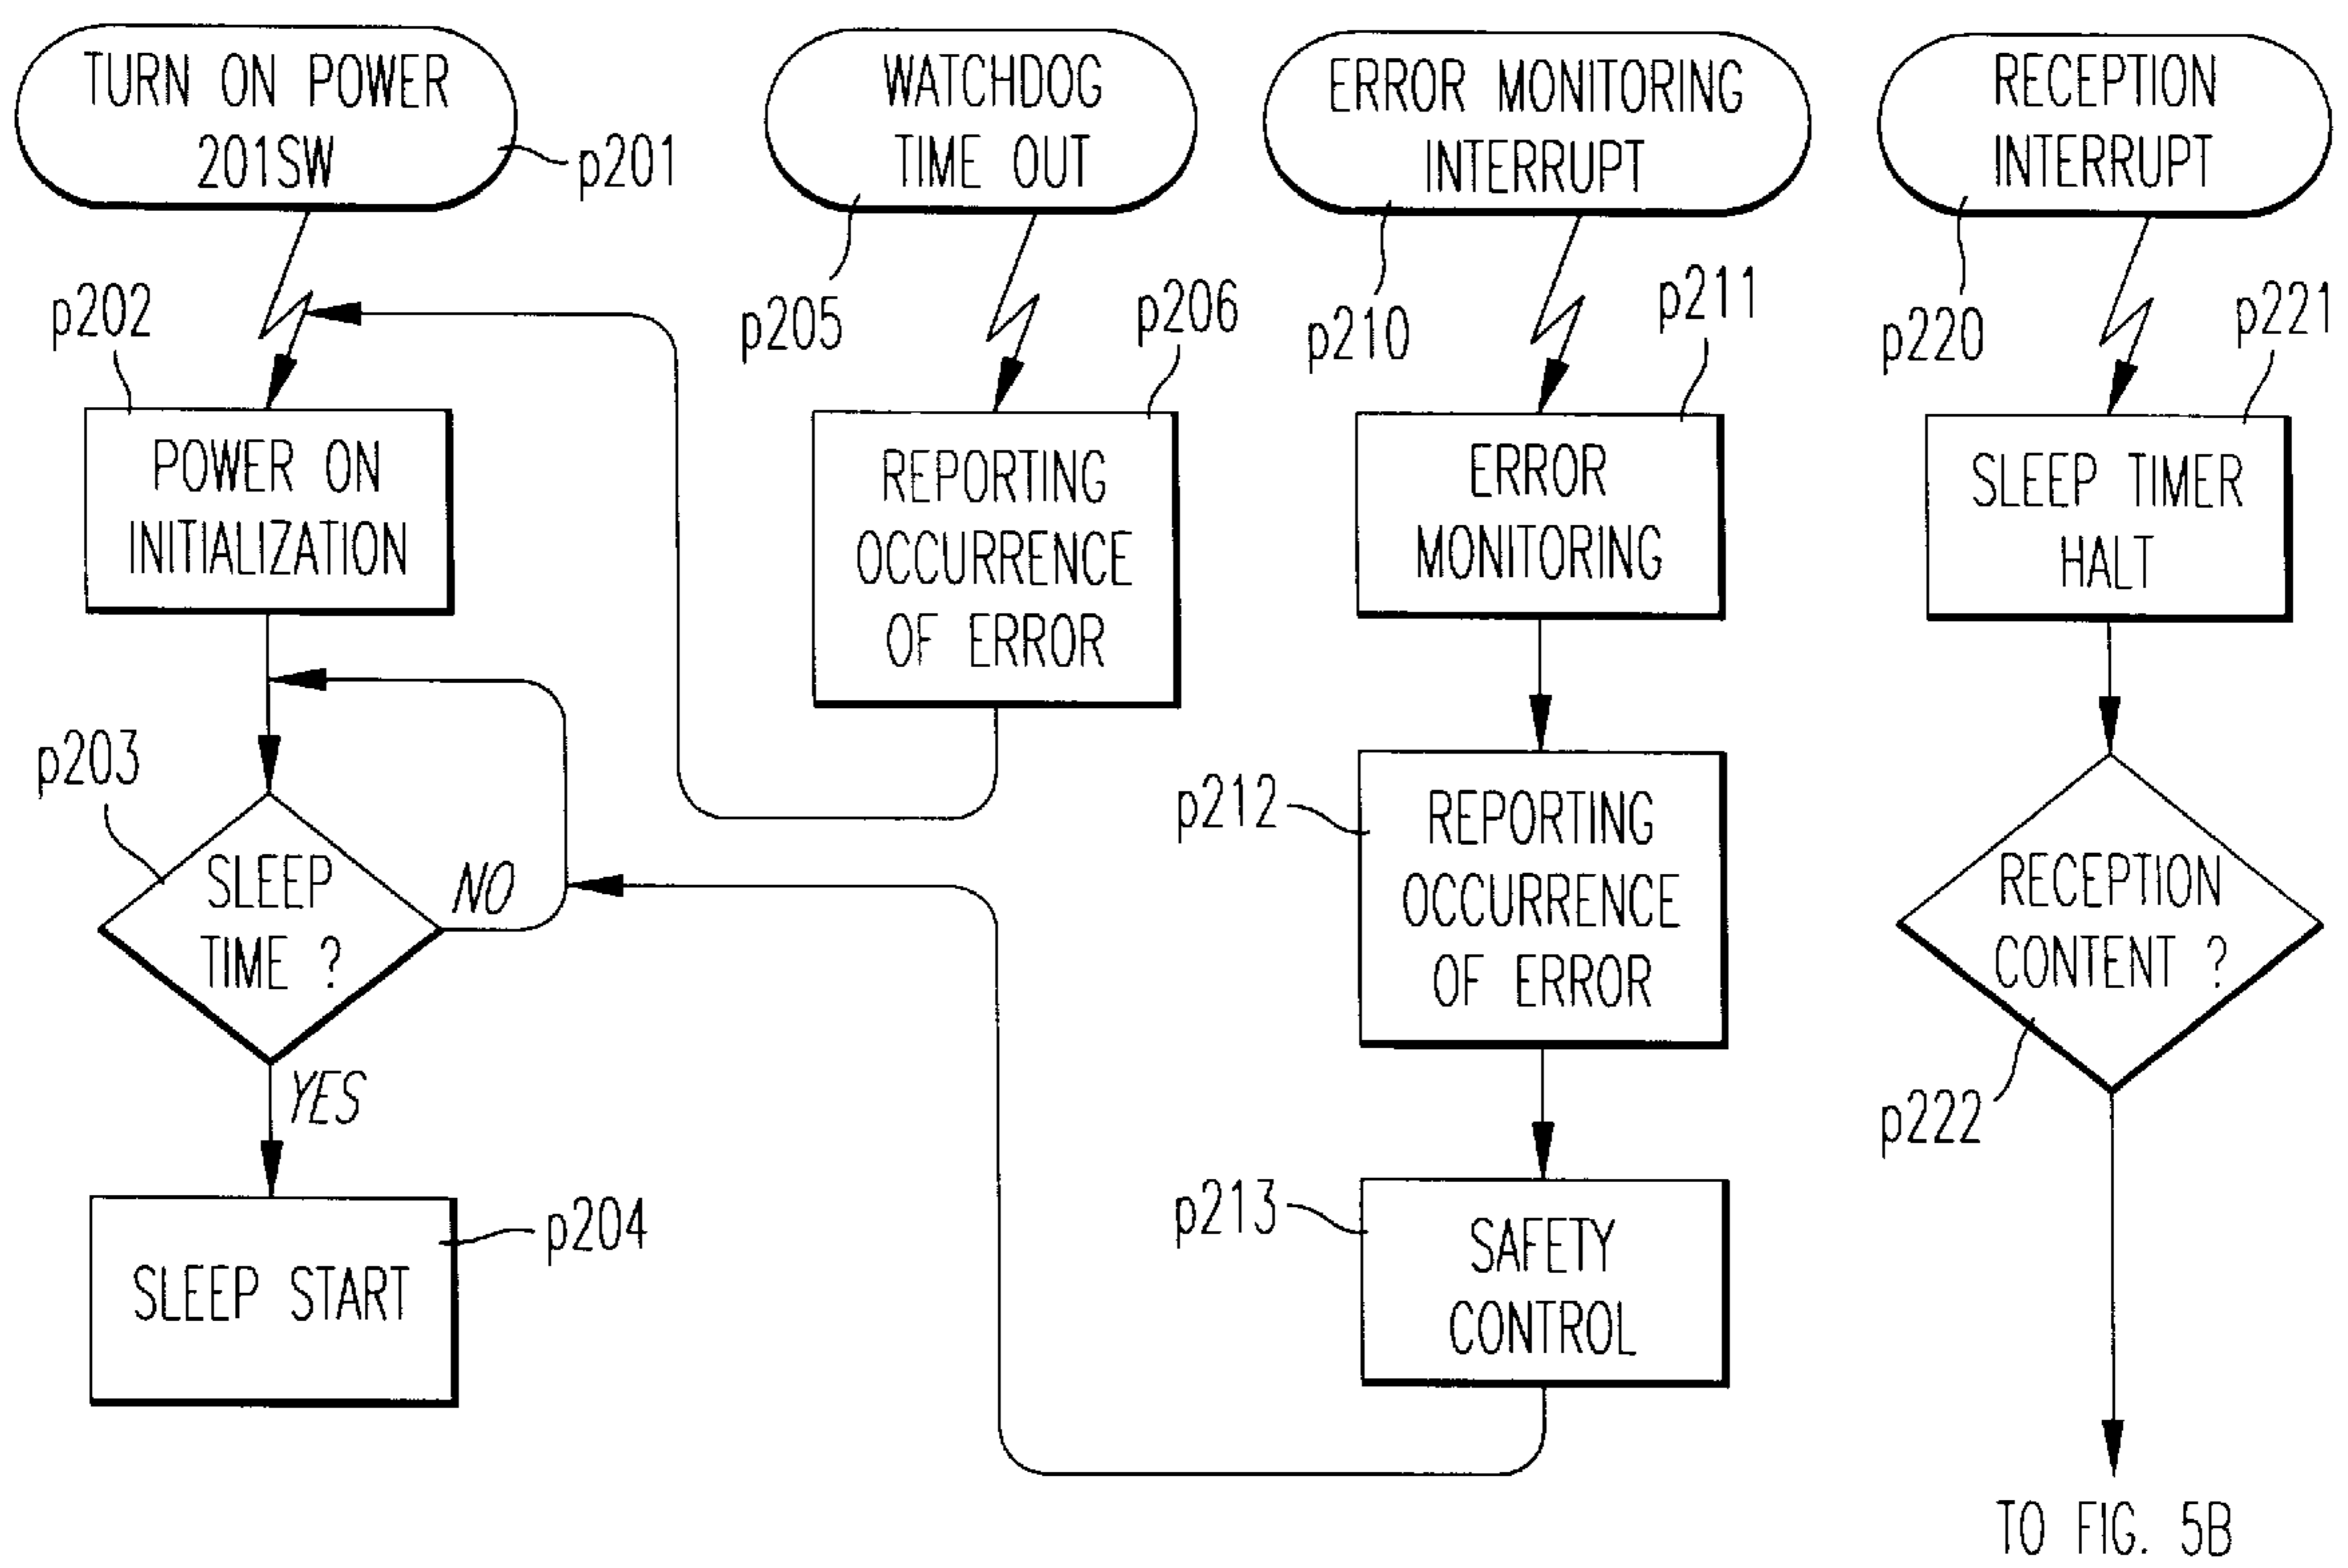 TURN ON POWER
201SW
p201
p202
POWER ON
INITIALIZATION
p203
SLEEP
TIME ?
NO
YES
SLEEP START
p204
WATCHDOG
TIME OUT
p205
p206
REPORTING
OCCURRENCE
OF ERROR
ERROR MONITORING
INTERRUPT
p210
p211
ERROR
MONITORING
p212
REPORTING
OCCURRENCE
OF ERROR
p213
SAFETY
CONTROL
RECEPTION
INTERRUPT
p220
p221
SLEEP TIMER
HALT
RECEPTION
CONTENT ?
p222
TO FIG. 5B